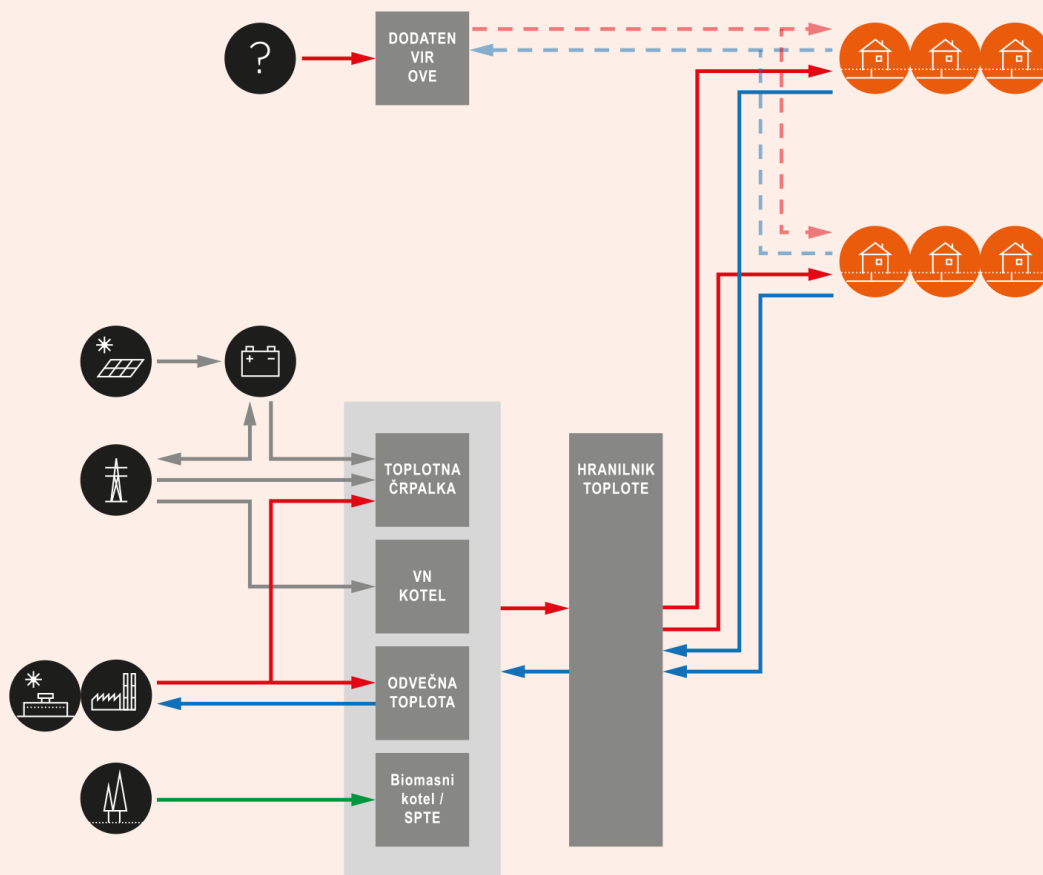 ?
DODATEN
VIR
OVE
TOPLOTNA
ČRPALKA
HRANILNIK
TOPLOTE
VN
KOTEL
ODVEČNA
TOPLOTA
Biomasni
kotel /
SPTE